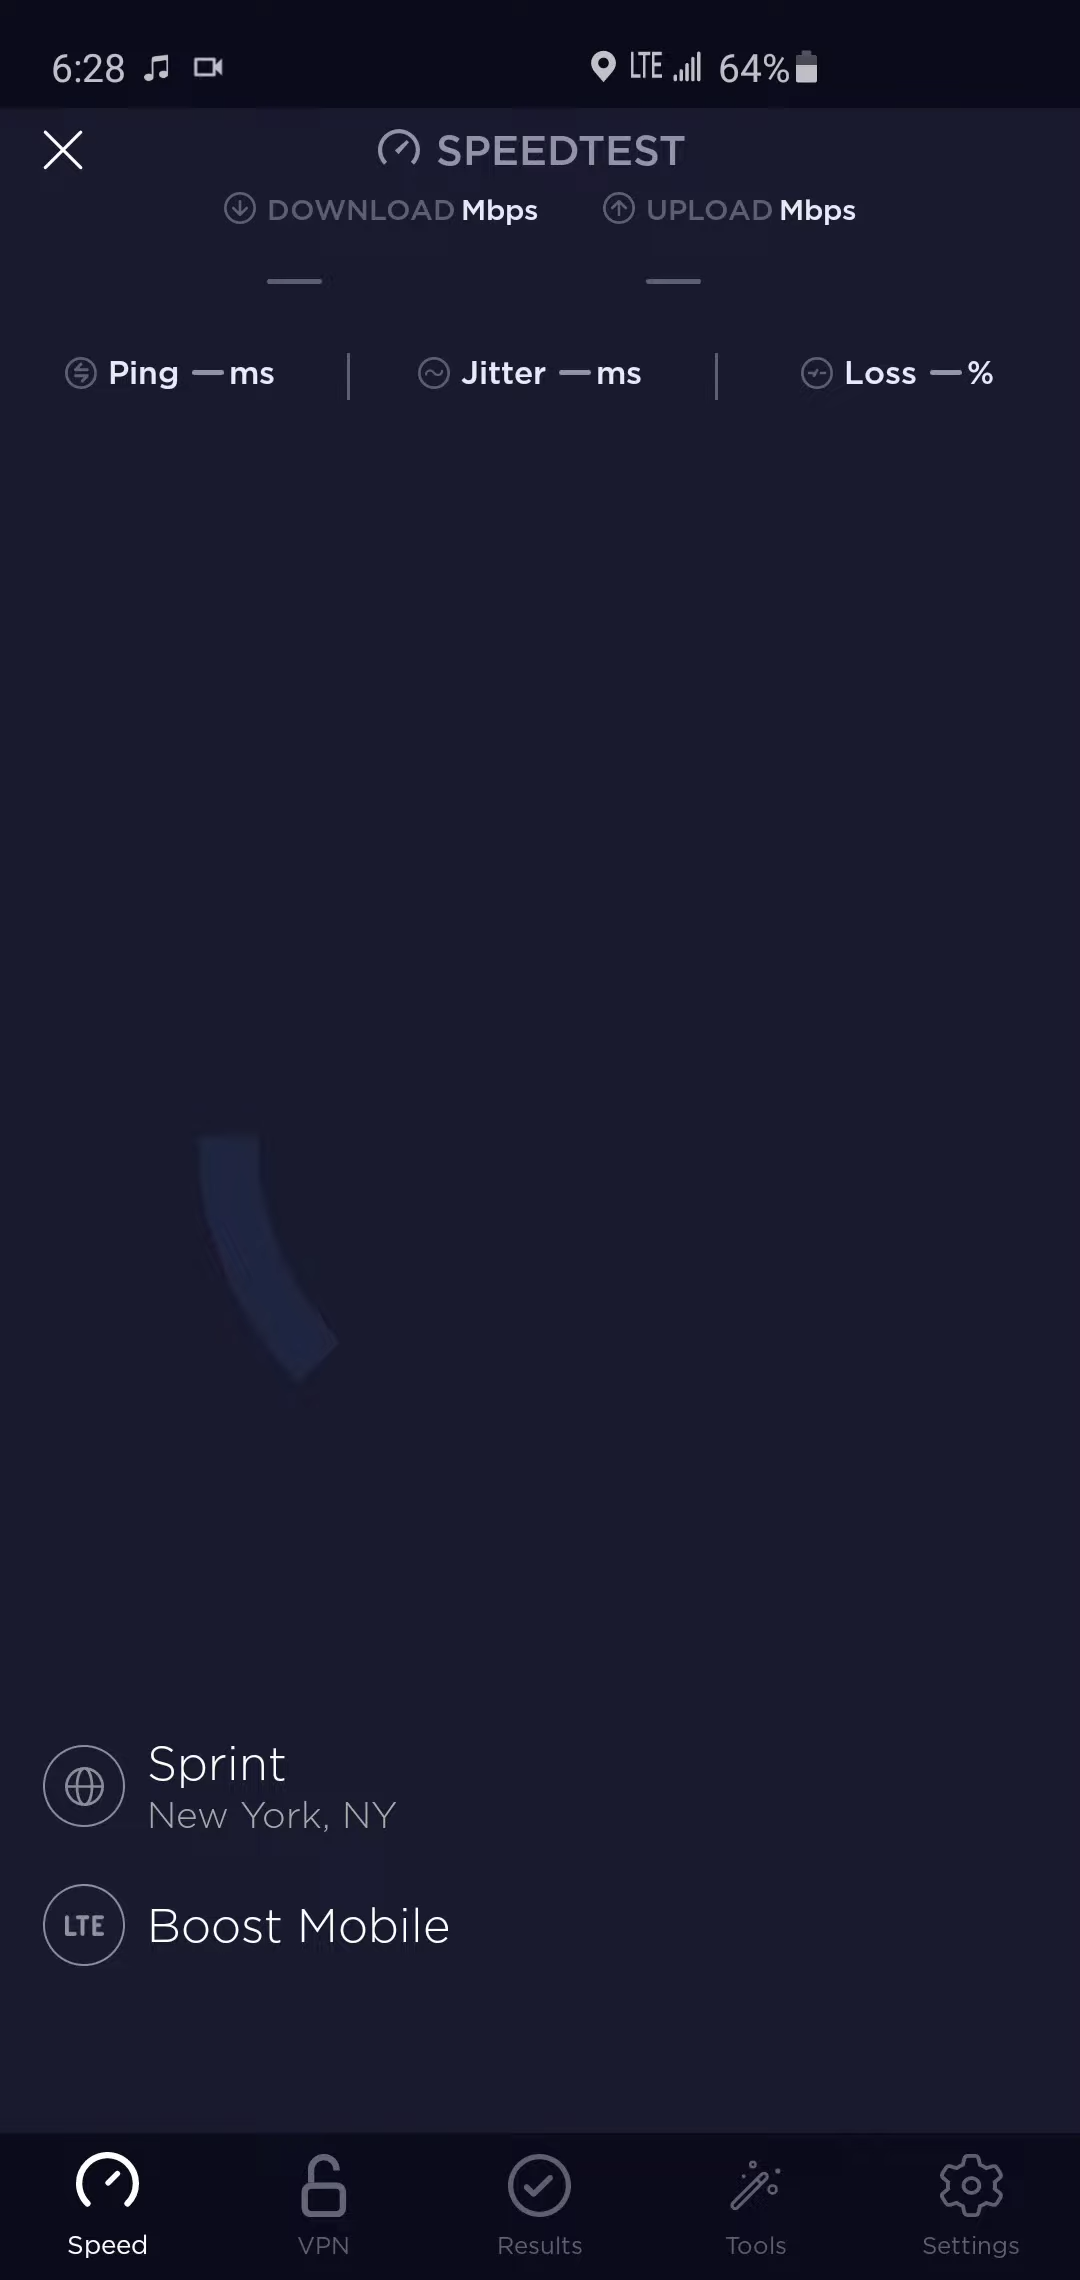 6:28 LTE 64%
SPEEDTEST
DOWNLOAD Mbps UPLOAD Mbps
— —
Ping — ms Jitter — ms Loss — %
Sprint
New York, NY
LTE Boost Mobile
Speed VPN Results Tools Settings